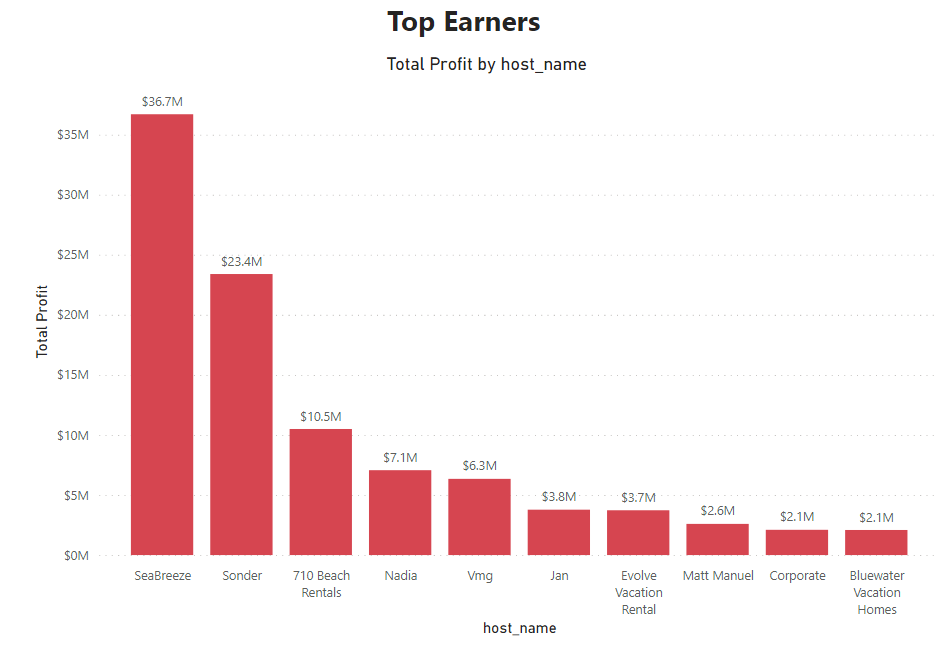 Top Earners
Total Profit by host_name
Total Profit
$35M
$30M
$25M
$20M
$15M
$10M
$5M
$0M
$36.7M
$23.4M
$10.5M
$7.1M
$6.3M
$3.8M
$3.7M
$2.6M
$2.1M
$2.1M
SeaBreeze
Sonder
710 Beach
Rentals
Nadia
Vmg
Jan
Evolve
Vacation
Rental
Matt Manuel
Corporate
Bluewater
Vacation
Homes
host_name